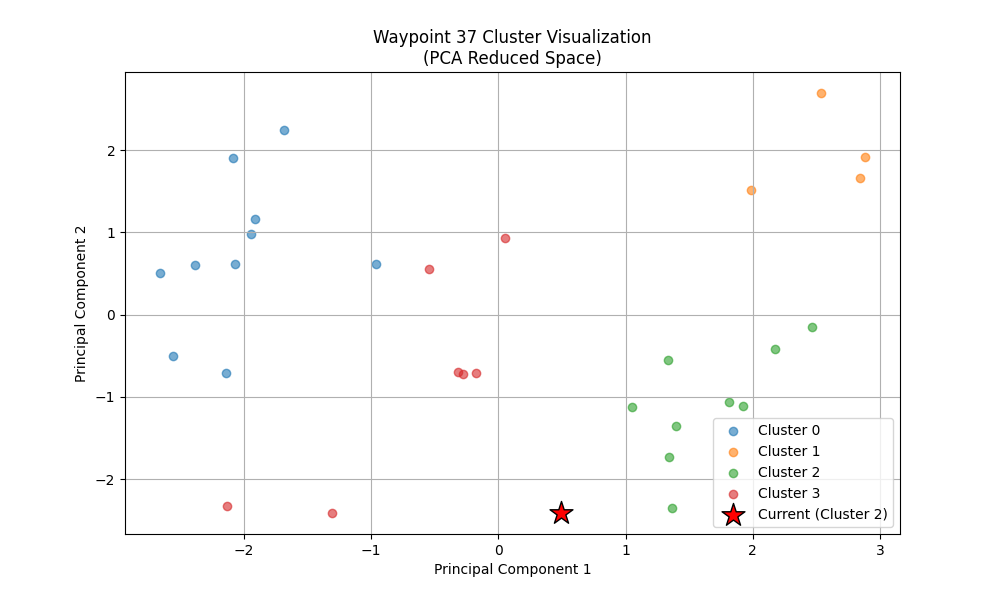 Waypoint 37 Cluster Visualization
(PCA Reduced Space)
Principal Component 2
2
1
0
−1
−2
−2
−1
0
1
2
3
Principal Component 1
Cluster 0
Cluster 1
Cluster 2
Cluster 3
Current (Cluster 2)